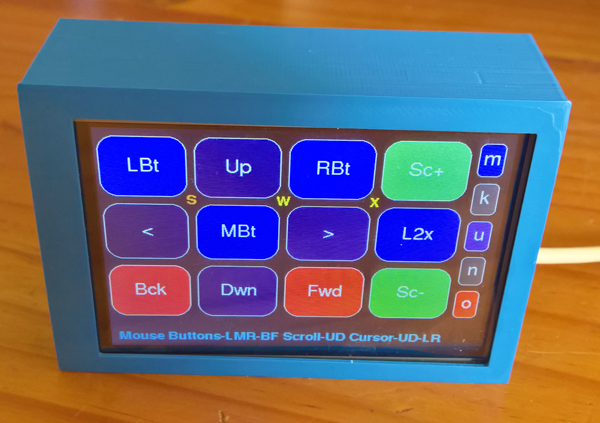 LBt Up RBt Sc+ m
k
S W X
< MBt > L2x u
n
Bck Dwn Fwd Sc- o
Mouse Buttons-LMR-BF Scroll-UD Cursor-UD-LR